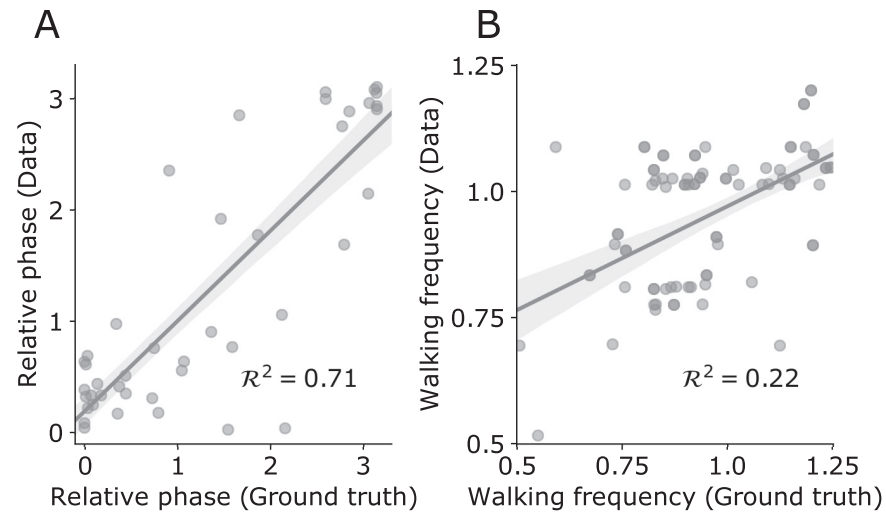 A
B
Relative phase (Data)
3
2
1
0
R² = 0.71
0 1 2 3
Relative phase (Ground truth)
Walking frequency (Data)
1.25
1.0
0.75
0.5
R² = 0.22
0.5 0.75 1.0 1.25
Walking frequency (Ground truth)